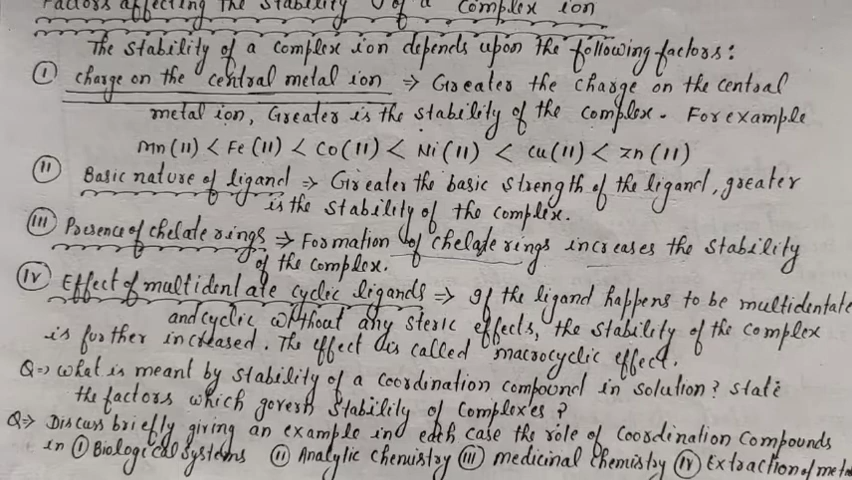 Factors affecting the stability of a complex ion
The stability of a complex ion depends upon the following factors:
(I) charge on the central metal ion ⇒ Greater the charge on the central
metal ion, Greater is the stability of the complex. For example
Mn(II) < Fe(II) < Co(II) < Ni(II) < Cu(II) < Zn(II)
(II) Basic nature of ligand ⇒ Greater the basic strength of the ligand, greater
is the stability of the complex.
(III) Presence of chelate rings ⇒ Formation of chelate rings increases the stability
of the complex.
(IV) Effect of multidentate cyclic ligands ⇒ If the ligand happens to be multidentate
and cyclic without any steric effects, the stability of the complex
is further increased. The effect is called macrocyclic effect.
Q⇒ what is meant by stability of a coordination compound in solution? State
the factors which govern stability of complexes?
Q⇒ Discuss briefly giving an example in each case the role of coordination compounds
in (I) Biological systems (II) Analytic chemistry (III) medicinal chemistry (IV) Extraction of meta